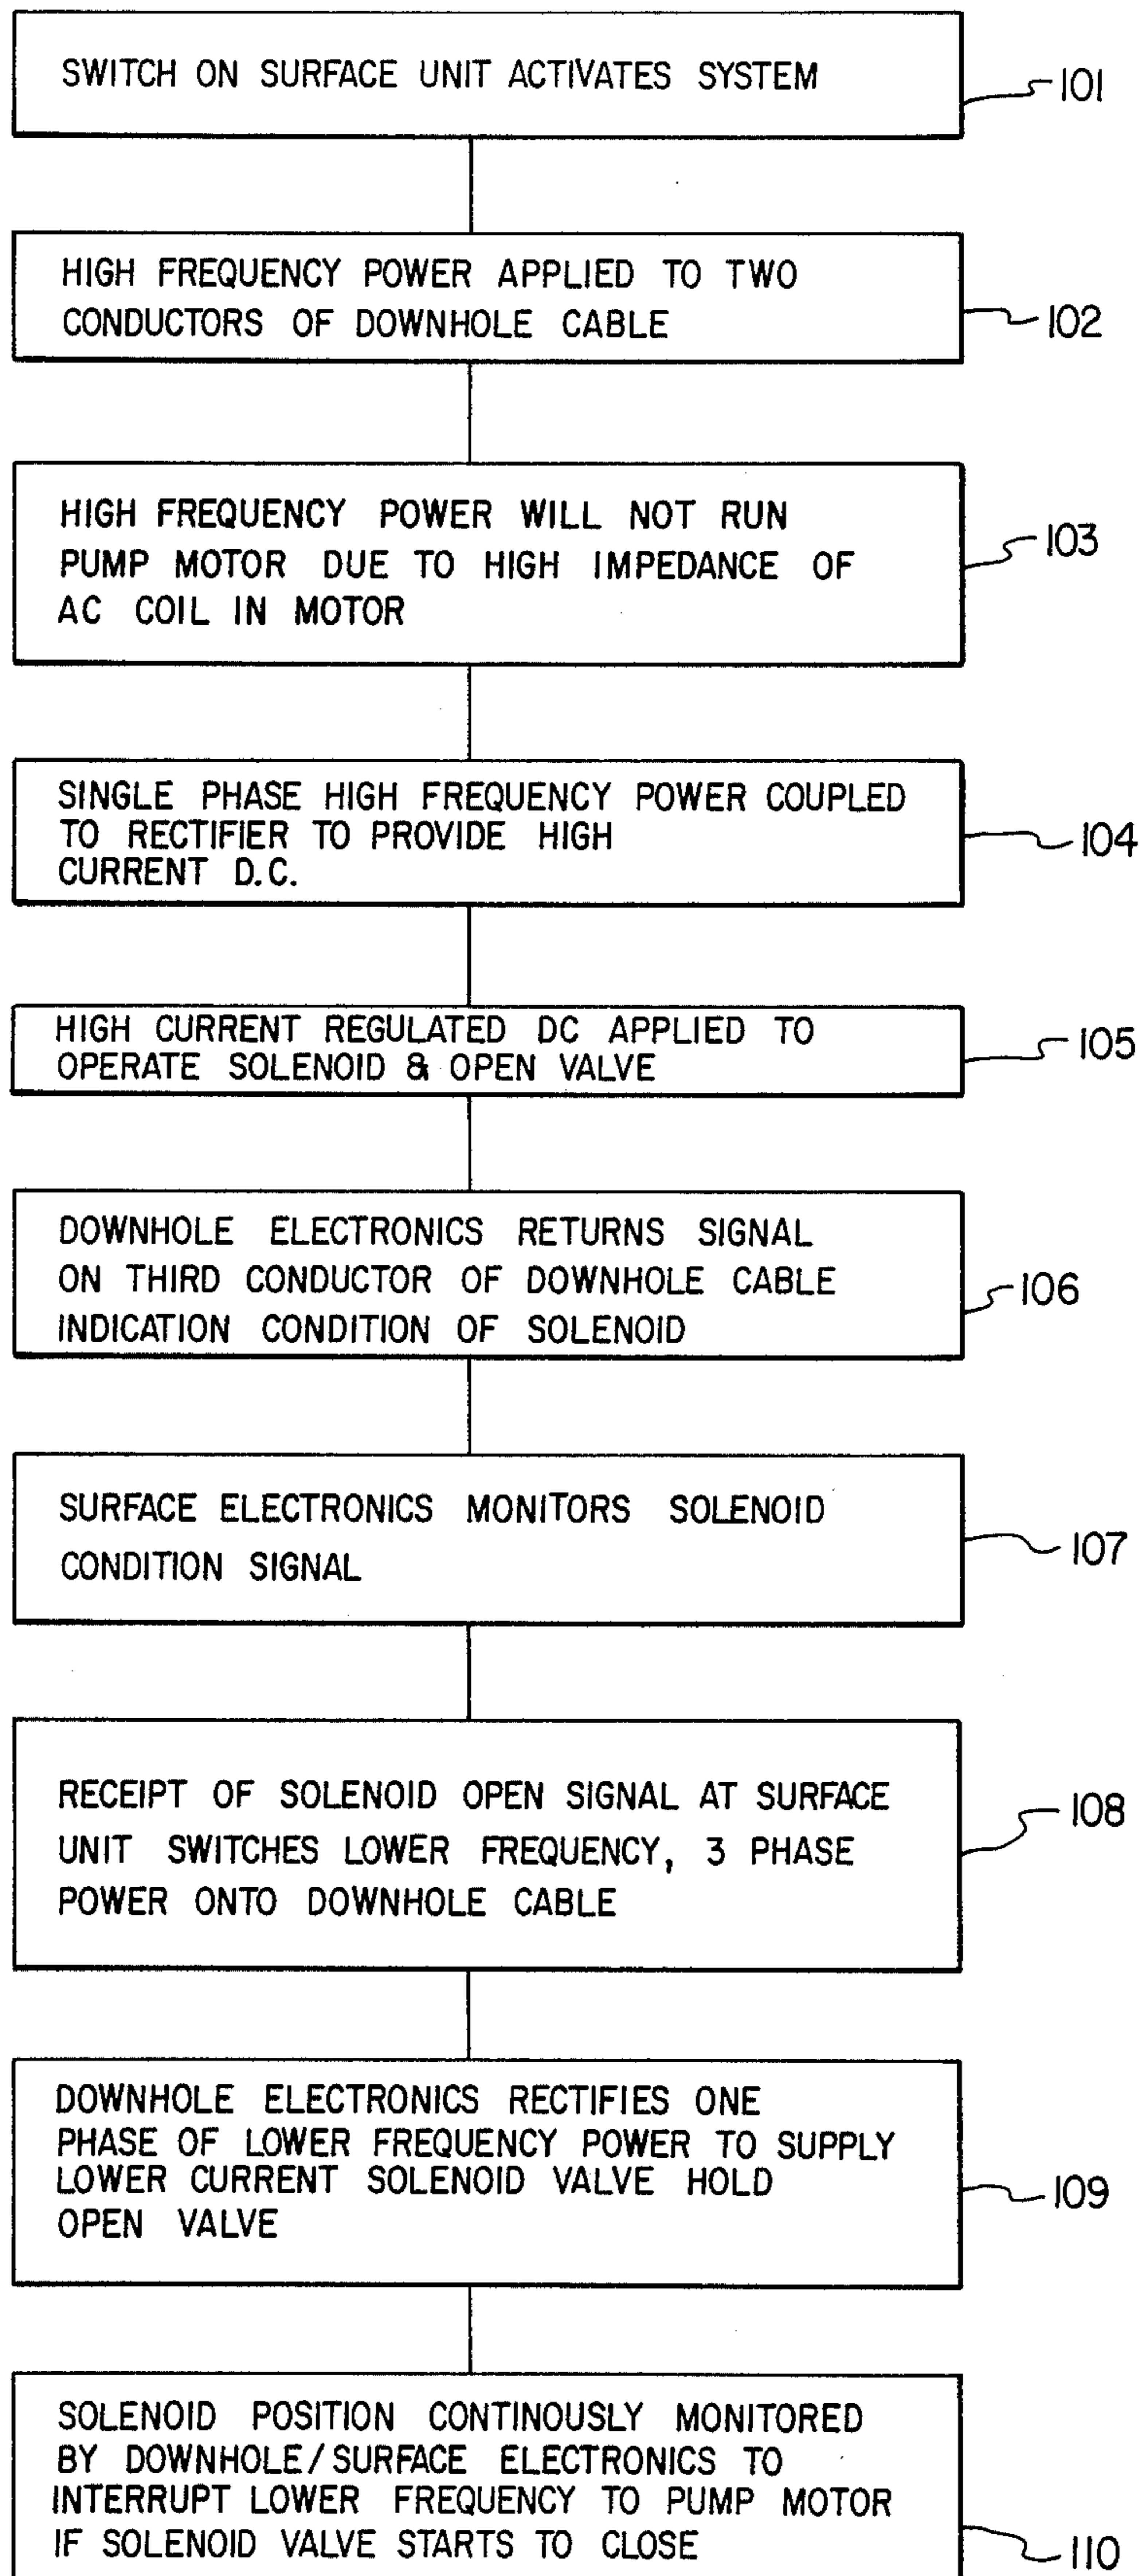 SWITCH ON SURFACE UNIT ACTIVATES SYSTEM
101
HIGH FREQUENCY POWER APPLIED TO TWO
CONDUCTORS OF DOWNHOLE CABLE
102
HIGH FREQUENCY POWER WILL NOT RUN
PUMP MOTOR DUE TO HIGH IMPEDANCE OF
AC COIL IN MOTOR
103
SINGLE PHASE HIGH FREQUENCY POWER COUPLED
TO RECTIFIER TO PROVIDE HIGH
CURRENT D.C.
104
HIGH CURRENT REGULATED DC APPLIED TO
OPERATE SOLENOID & OPEN VALVE
105
DOWNHOLE ELECTRONICS RETURNS SIGNAL
ON THIRD CONDUCTOR OF DOWNHOLE CABLE
INDICATION CONDITION OF SOLENOID
106
SURFACE ELECTRONICS MONITORS SOLENOID
CONDITION SIGNAL
107
RECEIPT OF SOLENOID OPEN SIGNAL AT SURFACE
UNIT SWITCHES LOWER FREQUENCY, 3 PHASE
POWER ONTO DOWNHOLE CABLE
108
DOWNHOLE ELECTRONICS RECTIFIES ONE
PHASE OF LOWER FREQUENCY POWER TO SUPPLY
LOWER CURRENT SOLENOID VALVE HOLD
OPEN VALVE
109
SOLENOID POSITION CONTINOUSLY MONITORED
BY DOWNHOLE/SURFACE ELECTRONICS TO
INTERRUPT LOWER FREQUENCY TO PUMP MOTOR
IF SOLENOID VALVE STARTS TO CLOSE
110